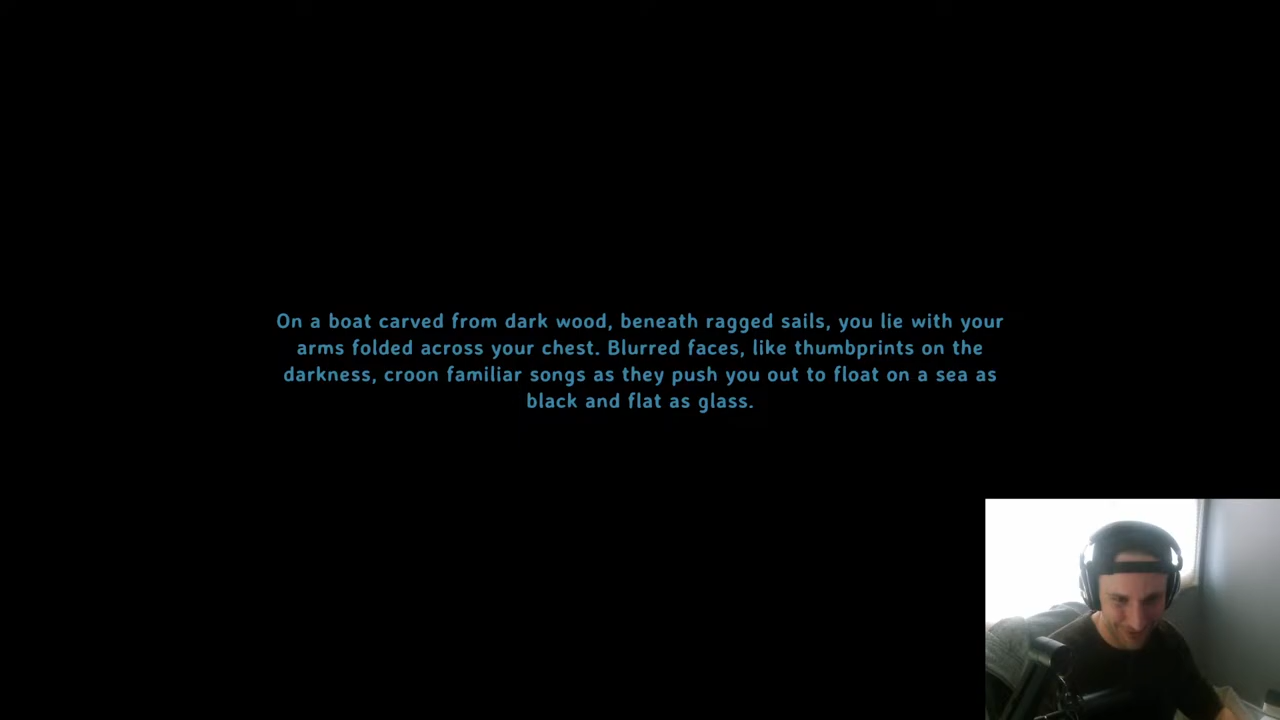 On a boat carved from dark wood, beneath ragged sails, you lie with your
arms folded across your chest. Blurred faces, like thumbprints on the
darkness, croon familiar songs as they push you out to float on a sea as
black and flat as glass.